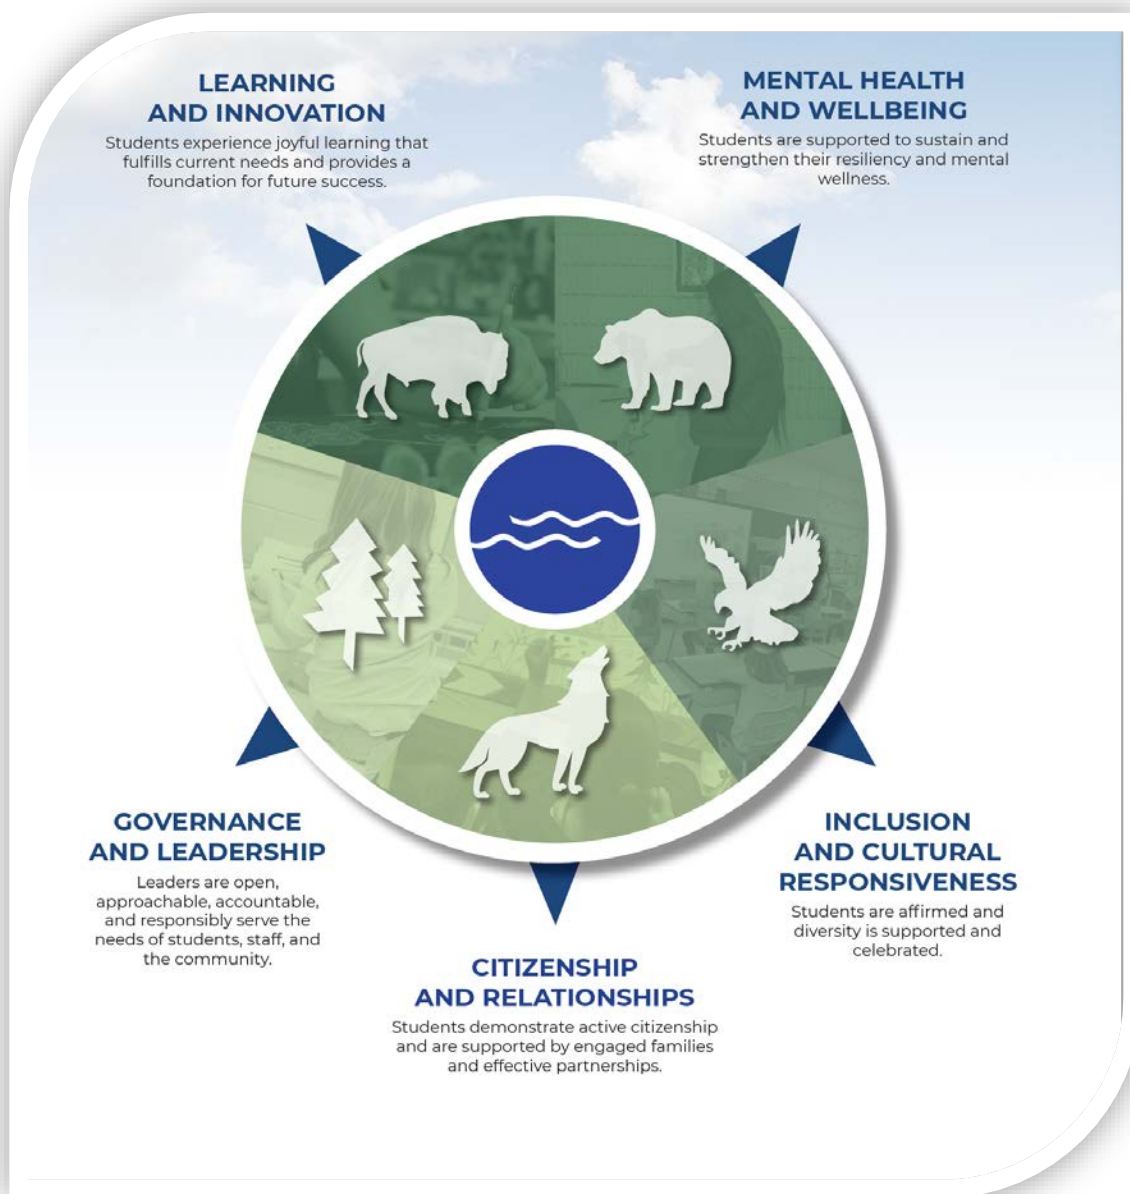 LEARNING
AND INNOVATION
Students experience joyful learning that
fulfills current needs and provides a
foundation for future success.
MENTAL HEALTH
AND WELLBEING
Students are supported to sustain and
strengthen their resiliency and mental
wellness.
GOVERNANCE
AND LEADERSHIP
Leaders are open,
approachable, accountable,
and responsibly serve the
needs of students, staff, and
the community.
CITIZENSHIP
AND RELATIONSHIPS
Students demonstrate active citizenship
and are supported by engaged families
and effective partnerships.
INCLUSION
AND CULTURAL
RESPONSIVENESS
Students are affirmed and
diversity is supported and
celebrated.